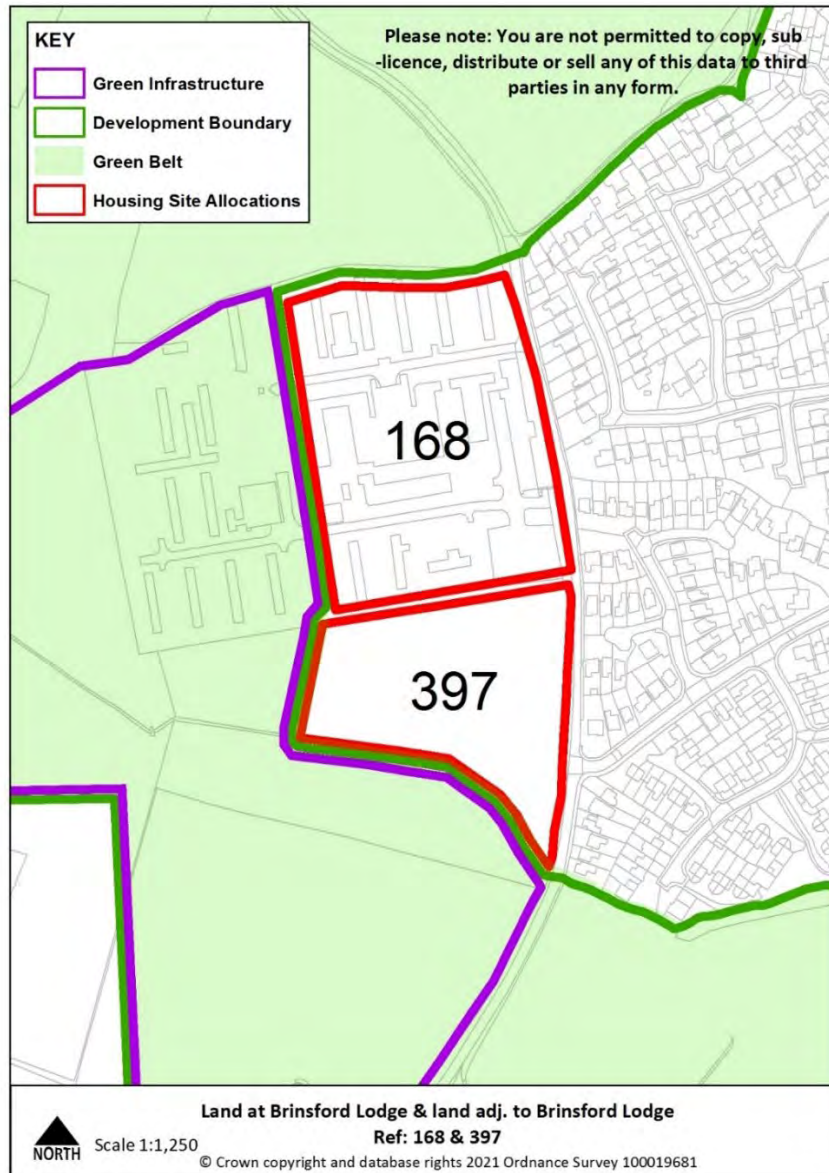 KEY
Green Infrastructure
Development Boundary
Green Belt
Housing Site Allocations
Please note: You are not permitted to copy, sub
-licence, distribute or sell any of this data to third
parties in any form.
168
397
Land at Brinsford Lodge & land adj. to Brinsford Lodge
Ref: 168 & 397
NORTH
Scale 1:1,250
© Crown copyright and database rights 2021 Ordnance Survey 100019681